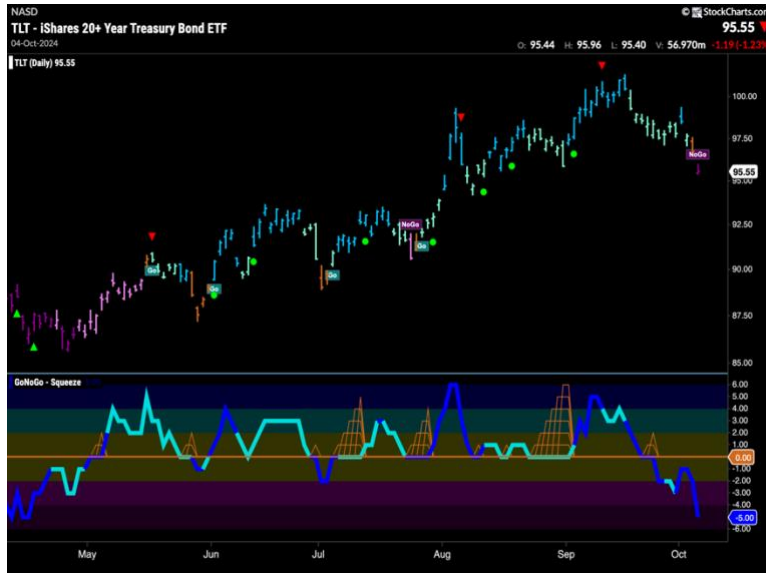 NASD
© StockCharts.com
TLT - iShares 20+ Year Treasury Bond ETF
95.55
04-Oct-2024
O: 95.44 H: 95.96 L: 95.40 V: 56.970m -1.19 (-1.23%)
TLT (Daily) 95.55
100.00
97.50
NoGo
95.55
95.00
NoGo
92.50
Go
Go
Go
90.00
Go
87.50
85.00
GoNoGo - Squeeze
6.00
5.00
4.00
3.00
2.00
1.00
0.00
-1.00
-2.00
-3.00
-4.00
-5.00
-6.00
May Jun Jul Aug Sep Oct